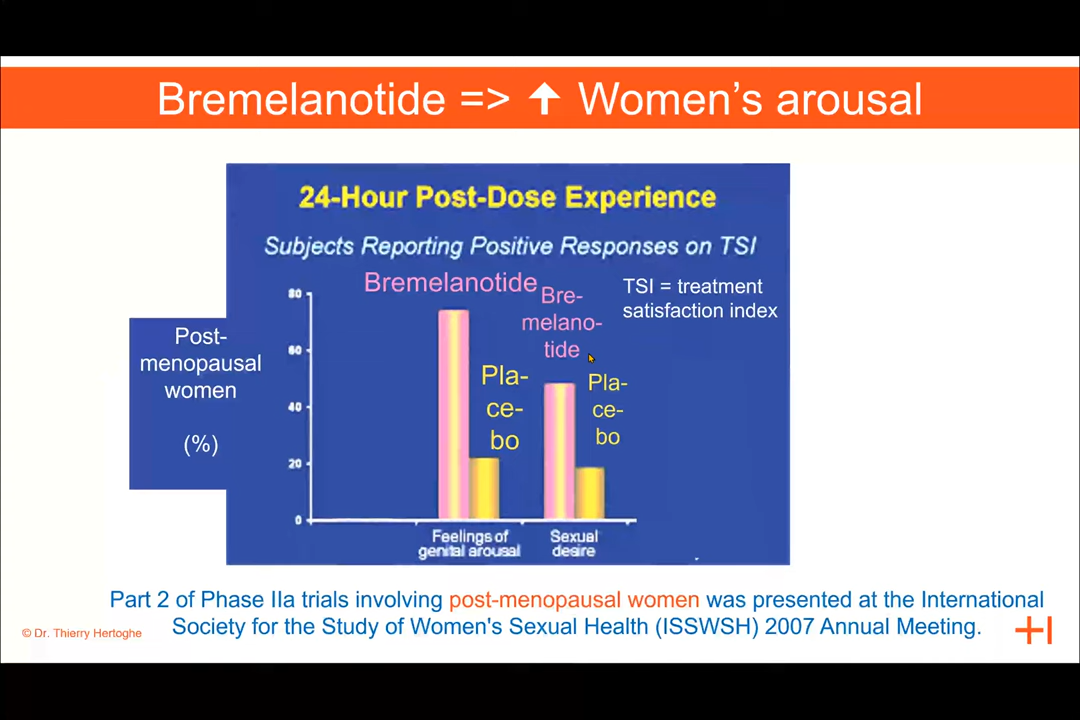 Bremelanotide => ↑ Women's arousal
24-Hour Post-Dose Experience
Subjects Reporting Positive Responses on TSI
Bremelanotide
Bre-
melano-
tide
TSI = treatment
satisfaction index
Post-
menopausal
women
(%)
Pla-
ce-
bo
Pla-
ce-
bo
80
60
40
20
0
Feelings of
genital arousal
Sexual
desire
Part 2 of Phase IIa trials involving post-menopausal women was presented at the International
Society for the Study of Women's Sexual Health (ISSWSH) 2007 Annual Meeting.
© Dr. Thierry Hertoghe